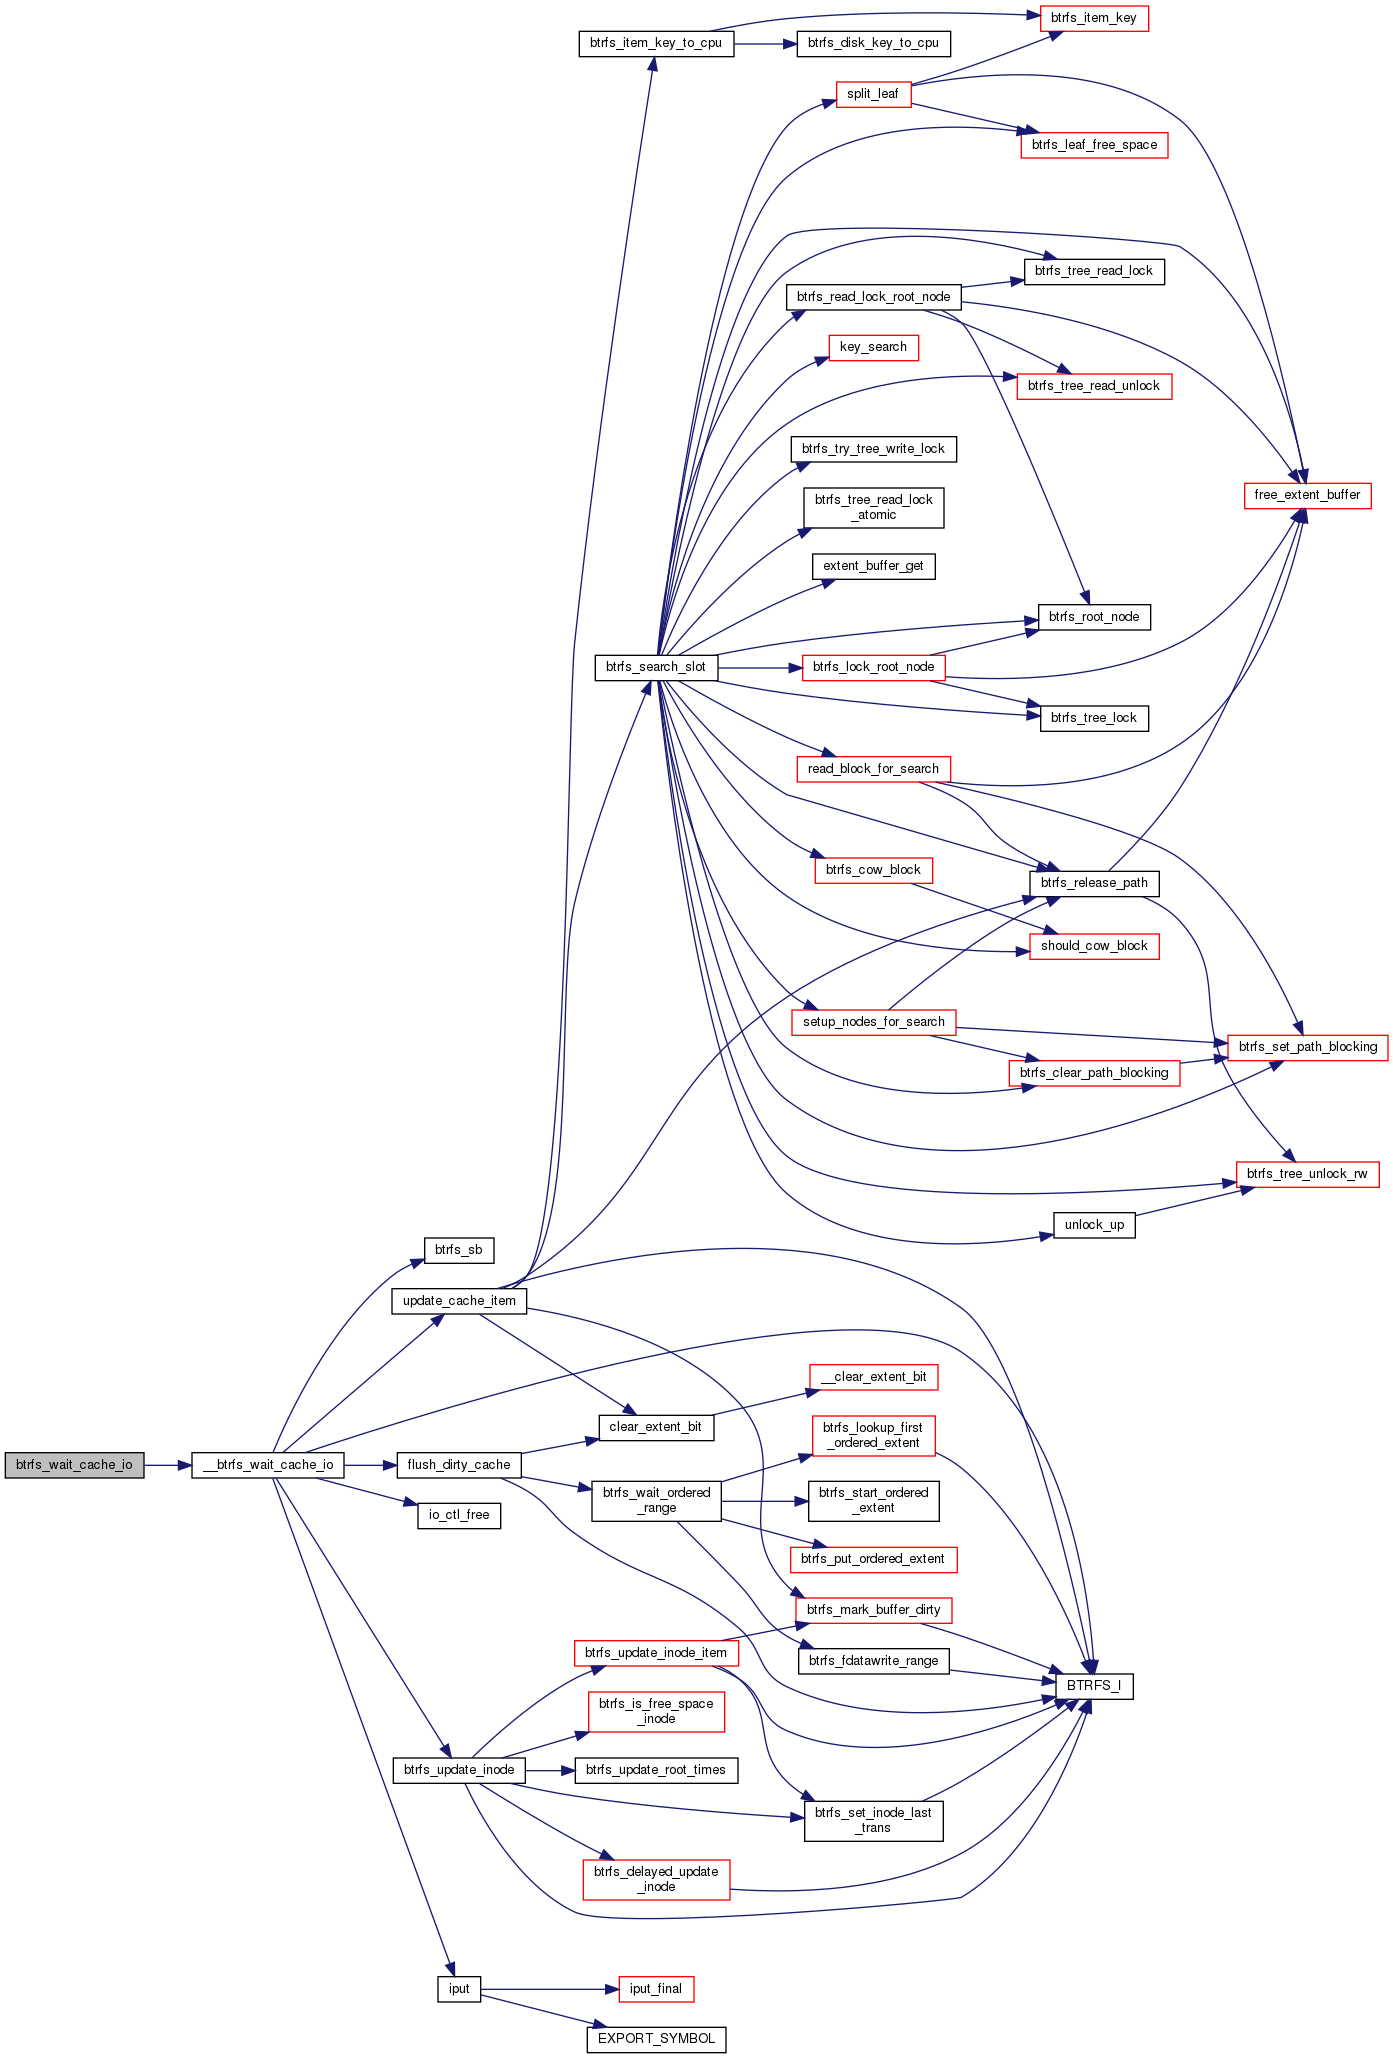 btrfs_item_key
btrfs_item_key_to_cpu
btrfs_disk_key_to_cpu
split_leaf
btrfs_leaf_free_space
btrfs_tree_read_lock
btrfs_read_lock_root_node
key_search
btrfs_tree_read_unlock
btrfs_try_tree_write_lock
free_extent_buffer
btrfs_tree_read_lock
_atomic
extent_buffer_get
btrfs_root_node
btrfs_search_slot
btrfs_lock_root_node
btrfs_tree_lock
read_block_for_search
btrfs_cow_block
btrfs_release_path
should_cow_block
setup_nodes_for_search
btrfs_set_path_blocking
btrfs_clear_path_blocking
btrfs_tree_unlock_rw
unlock_up
btrfs_sb
update_cache_item
__clear_extent_bit
clear_extent_bit
btrfs_lookup_first
_ordered_extent
btrfs_wait_cache_io
__btrfs_wait_cache_io
flush_dirty_cache
btrfs_wait_ordered
_range
btrfs_start_ordered
_extent
io_ctl_free
btrfs_put_ordered_extent
btrfs_mark_buffer_dirty
btrfs_update_inode_item
btrfs_fdatawrite_range
BTRFS_I
btrfs_is_free_space
_inode
btrfs_update_inode
btrfs_update_root_times
btrfs_set_inode_last
_trans
btrfs_delayed_update
_inode
iput
iput_final
EXPORT_SYMBOL